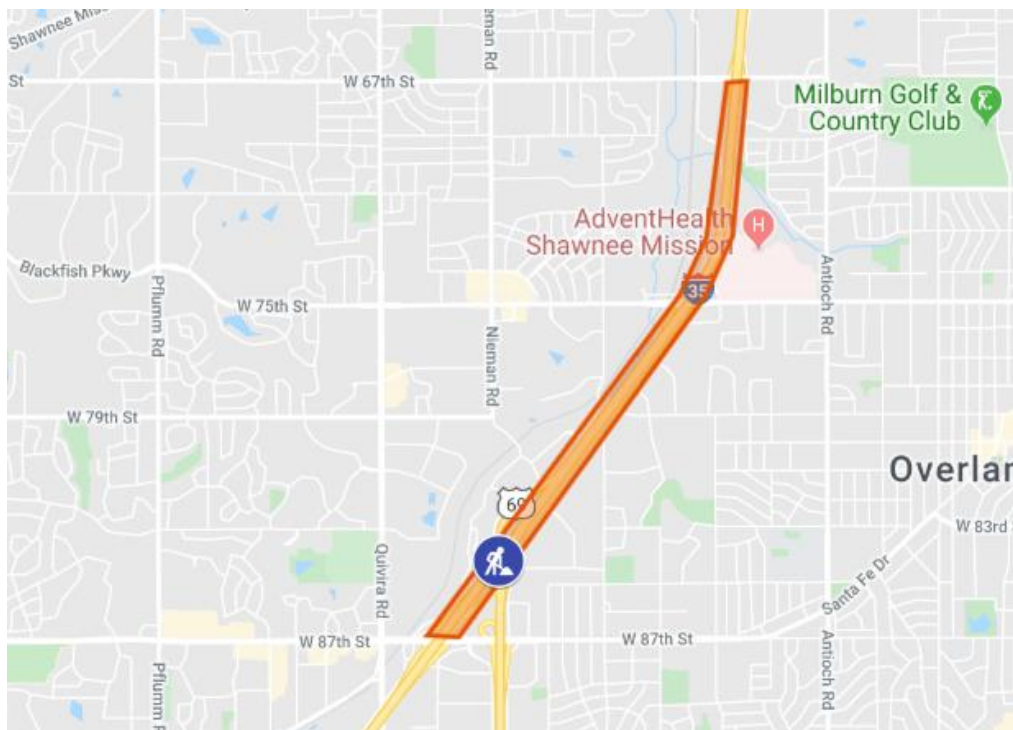 Shawnee Miss
eman Rd
St
W 67th St
Milburn Golf &
Country Club
AdventHealth
Shawnee Mission
H
Blackfish Pkwy
Pflumm Rd
W 75th St
35
Antioch Rd
Nieman Rd
W 79th St
69
Overlan
W 83rd
Quivira Rd
Santa Fe Dr
W 87th St
W 87th St
Antioch Rd
Pflumm R